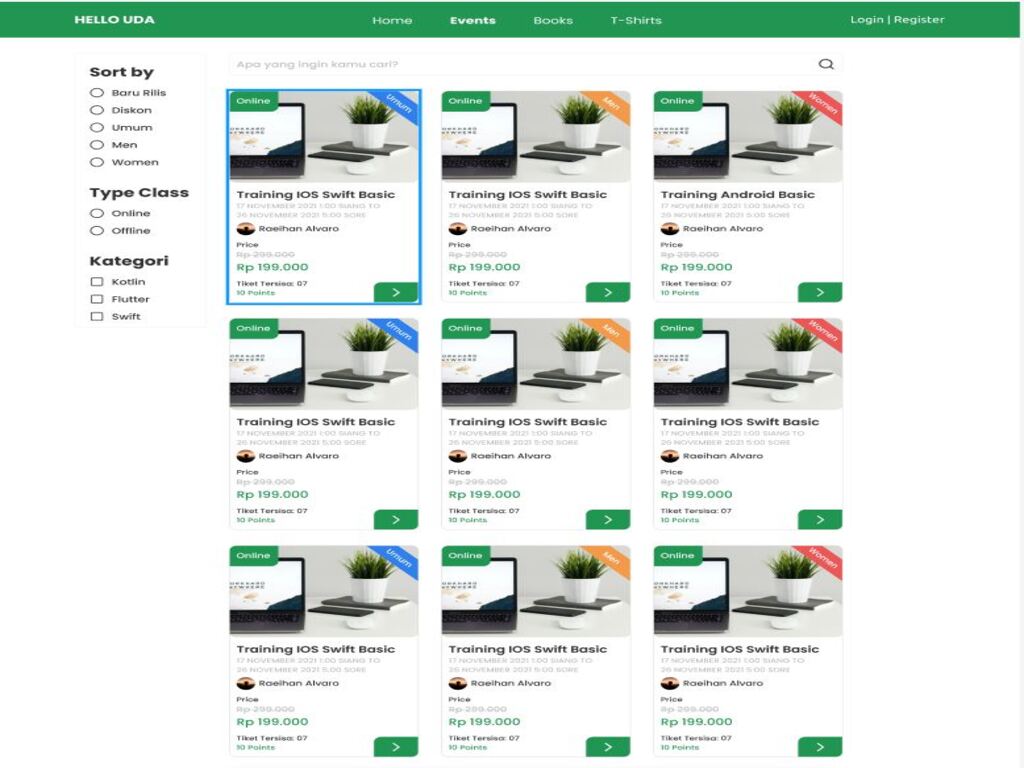 HELLO UDA
Home Events Books T-Shirts
Login | Register
Sort by
Baru Rilis
Diskon
Umum
Men
Women
Type Class
Online
Offline
Kategori
Kotlin
Flutter
Swift
Apa yang ingin kamu cari?
Online
Umum
Training IOS Swift Basic
17 NOVEMBER 2021 1:00 SIANG TO
26 NOVEMBER 2021 5:00 SORE
Raeihan Alvaro
Price
Rp 299.000
Rp 199.000
Tiket Tersisa: 07
10 Points
Online
Men
Training IOS Swift Basic
17 NOVEMBER 2021 1:00 SIANG TO
26 NOVEMBER 2021 5:00 SORE
Raeihan Alvaro
Price
Rp 299.000
Rp 199.000
Tiket Tersisa: 07
10 Points
Online
Women
Training Android Basic
17 NOVEMBER 2021 1:00 SIANG TO
26 NOVEMBER 2021 5:00 SORE
Raeihan Alvaro
Price
Rp 299.000
Rp 199.000
Tiket Tersisa: 07
10 Points
Online
Umum
Training IOS Swift Basic
17 NOVEMBER 2021 1:00 SIANG TO
26 NOVEMBER 2021 5:00 SORE
Raeihan Alvaro
Price
Rp 299.000
Rp 199.000
Tiket Tersisa: 07
10 Points
Online
Men
Training IOS Swift Basic
17 NOVEMBER 2021 1:00 SIANG TO
26 NOVEMBER 2021 5:00 SORE
Raeihan Alvaro
Price
Rp 299.000
Rp 199.000
Tiket Tersisa: 07
10 Points
Online
Women
Training IOS Swift Basic
17 NOVEMBER 2021 1:00 SIANG TO
26 NOVEMBER 2021 5:00 SORE
Raeihan Alvaro
Price
Rp 299.000
Rp 199.000
Tiket Tersisa: 07
10 Points
Online
Umum
Training IOS Swift Basic
17 NOVEMBER 2021 1:00 SIANG TO
26 NOVEMBER 2021 5:00 SORE
Raeihan Alvaro
Price
Rp 299.000
Rp 199.000
Tiket Tersisa: 07
10 Points
Online
Men
Training IOS Swift Basic
17 NOVEMBER 2021 1:00 SIANG TO
26 NOVEMBER 2021 5:00 SORE
Raeihan Alvaro
Price
Rp 299.000
Rp 199.000
Tiket Tersisa: 07
10 Points
Online
Women
Training IOS Swift Basic
17 NOVEMBER 2021 1:00 SIANG TO
26 NOVEMBER 2021 5:00 SORE
Raeihan Alvaro
Price
Rp 299.000
Rp 199.000
Tiket Tersisa: 07
10 Points